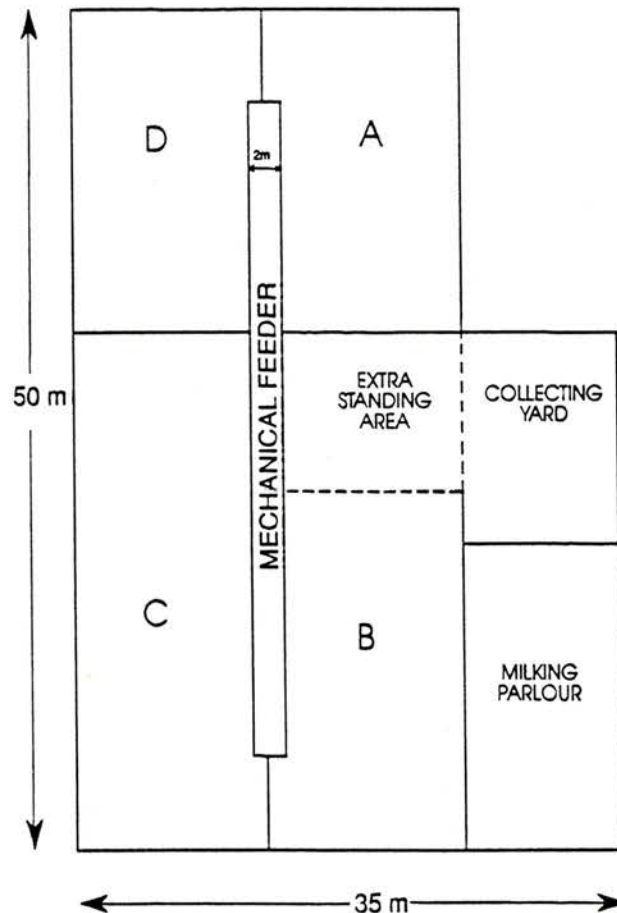 D
A
2m
MECHANICAL FEEDER
50 m
EXTRA
STANDING
AREA
COLLECTING
YARD
C
B
MILKING
PARLOUR
35 m